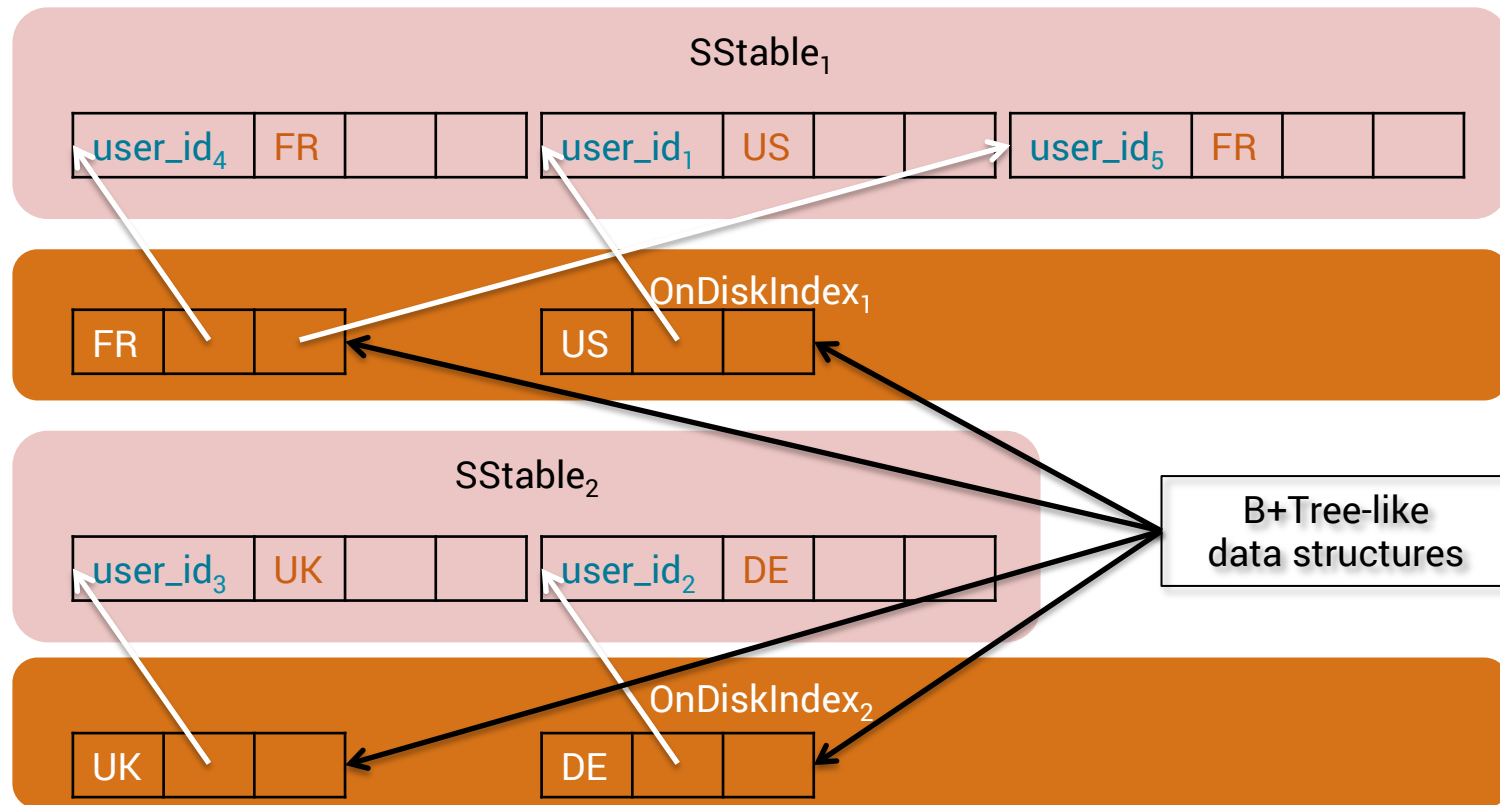 SStable₁
user_id₄ FR user_id₁ US user_id₅ FR
OnDiskIndex₁
FR US
SStable₂
B+Tree-like
data structures
user_id₃ UK user_id₂ DE
OnDiskIndex₂
UK DE